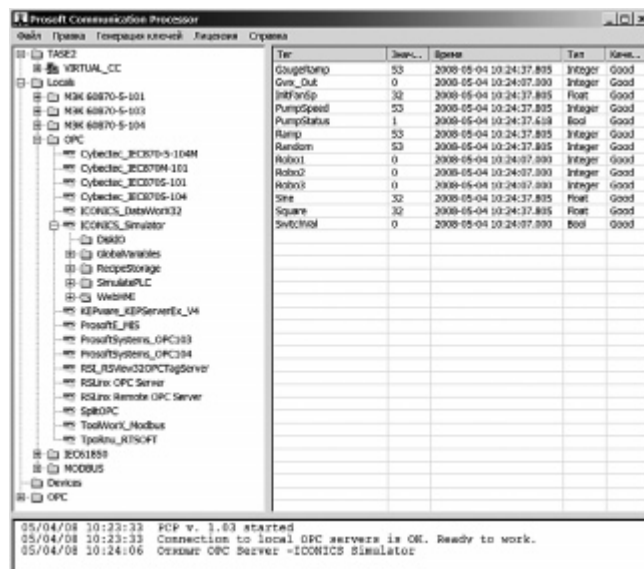 Prosoft Communication Processor
Файл Правка Генерация ключей Лицензия Справка
TASE2
VIRTUAL_CC
Locals
МЭК 60870-5-101
МЭК 60870-5-103
МЭК 60870-5-104
OPC
Cybectec_IEC870-5-104M
Cybectec_IEC870M-101
Cybectec_IEC8705-101
Cybectec_IEC8705-104
ICONICS_DataWorX32
ICONICS_Simulator
DiskIO
GlobalVariables
RecipeStorage
SimulatePLC
WebHMI
KEPware_KEPServerEx_V4
ProsoftSystems_OPC103
ProsoftSystems_OPC104
RSI_RSView32OPCTagServer
RSLinx OPC Server
RSLinx Remote OPC Server
SplitOPC
ToolWorX_Modbus
IEC61850
MODBUS
Devices
OPC
Тег Знач... Время Тип Каче...
GaugeRamp 53 2008-05-04 10:24:37.805 Integer Good
Gwx_Out 0 2008-05-04 10:24:07.000 Integer Good
InitFanSp 32 2008-05-04 10:24:37.805 Float Good
PumpSpeed 53 2008-05-04 10:24:37.805 Integer Good
PumpStatus 1 2008-05-04 10:24:37.618 Bool Good
Ramp 53 2008-05-04 10:24:37.805 Integer Good
Random 53 2008-05-04 10:24:37.805 Integer Good
Robo1 0 2008-05-04 10:24:07.000 Integer Good
Robo2 0 2008-05-04 10:24:07.000 Integer Good
Robo3 0 2008-05-04 10:24:07.000 Integer Good
Sine 32 2008-05-04 10:24:37.805 Float Good
Square 32 2008-05-04 10:24:37.805 Float Good
SwitchVal 0 2008-05-04 10:24:07.000 Bool Good
05/04/08 10:23:33 PCP v. 1.03 started
05/04/08 10:23:33 Connection to local OPC servers is OK. Ready to work.
05/04/08 10:24:06 Открыт OPC Server -ICONICS Simulator